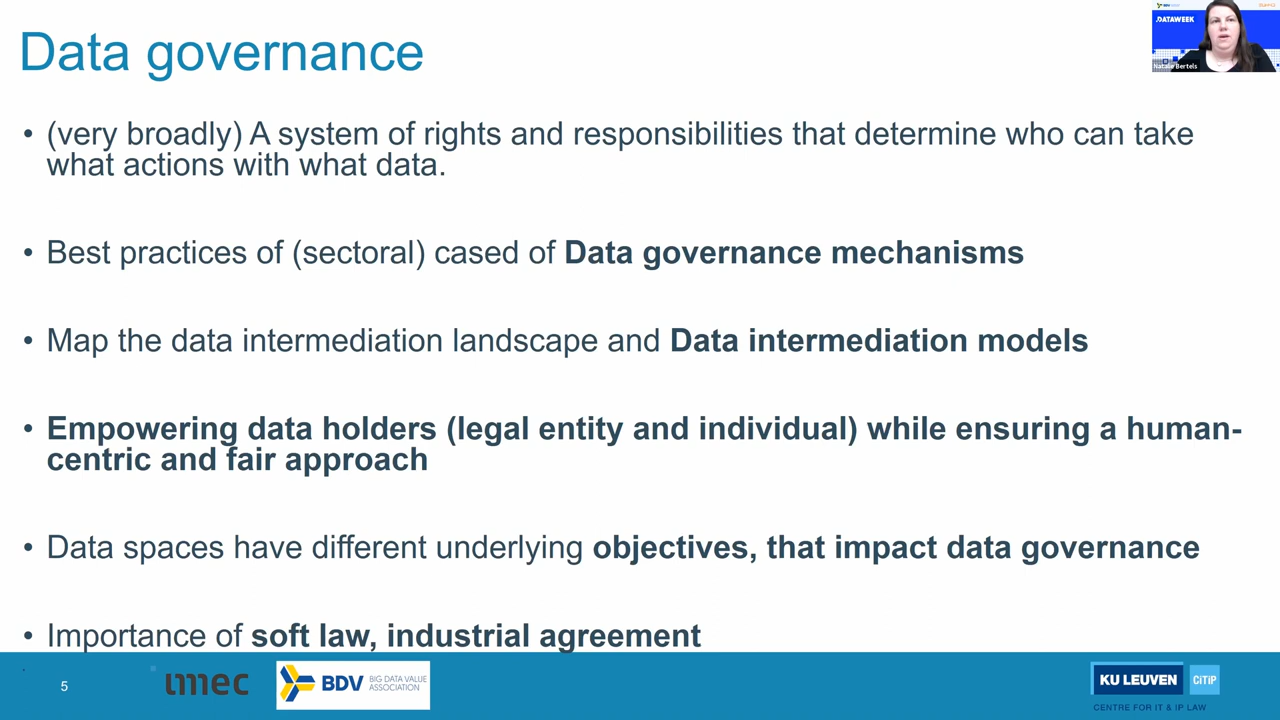 Data governance
DATAWEEK
Natalie Bertels
• (very broadly) A system of rights and responsibilities that determine who can take
what actions with what data.
• Best practices of (sectoral) cased of Data governance mechanisms
• Map the data intermediation landscape and Data intermediation models
• Empowering data holders (legal entity and individual) while ensuring a human-
centric and fair approach
• Data spaces have different underlying objectives, that impact data governance
• Importance of soft law, industrial agreement
5
imec
BDV
BIG DATA VALUE
ASSOCIATION
KU LEUVEN
CiTiP
CENTRE FOR IT & IP LAW